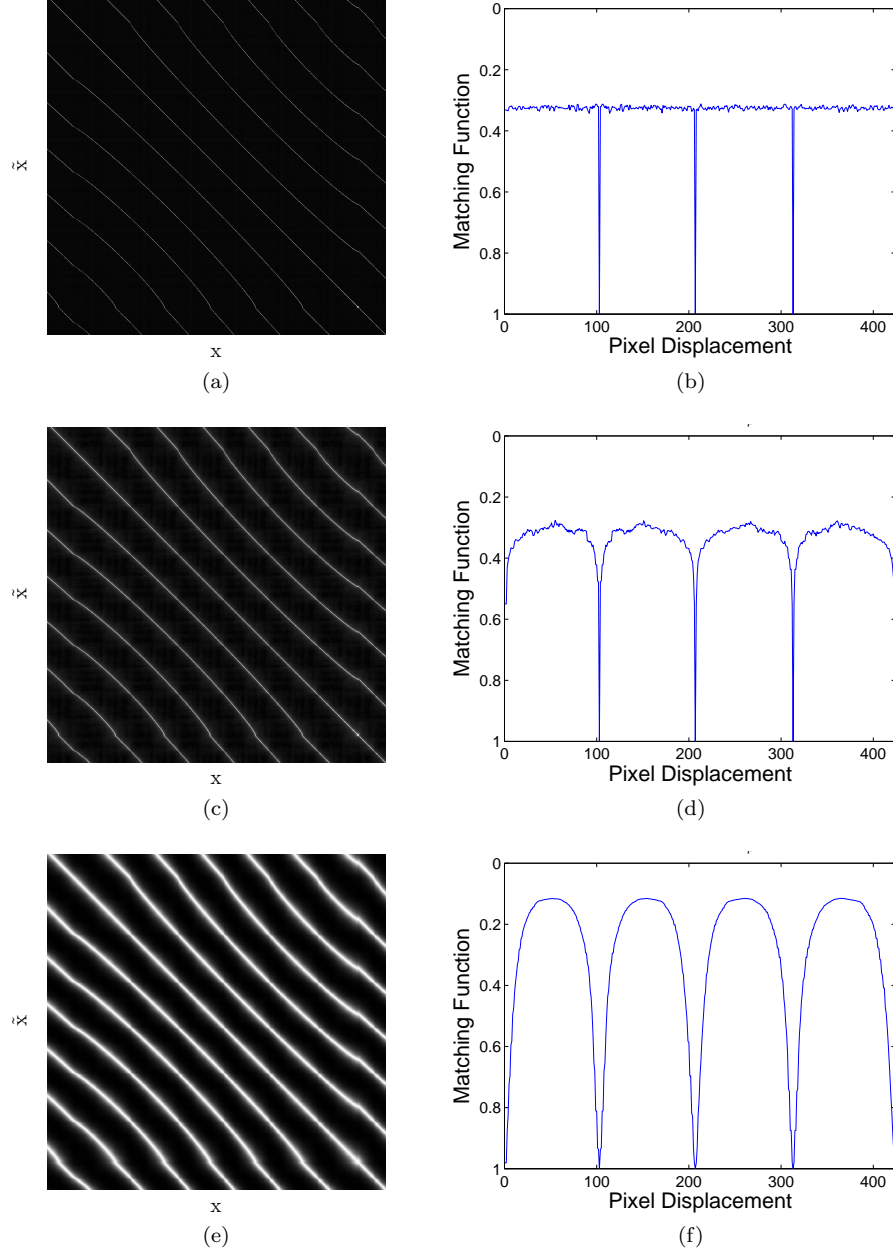 x̃
x
(a)
Matching Function
0
0.2
0.4
0.6
0.8
1
0 100 200 300 400
Pixel Displacement
(b)
x̃
x
(c)
Matching Function
0
0.2
0.4
0.6
0.8
1
0 100 200 300 400
Pixel Displacement
(d)
x̃
x
(e)
Matching Function
0
0.2
0.4
0.6
0.8
1
0 100 200 300 400
Pixel Displacement
(f)